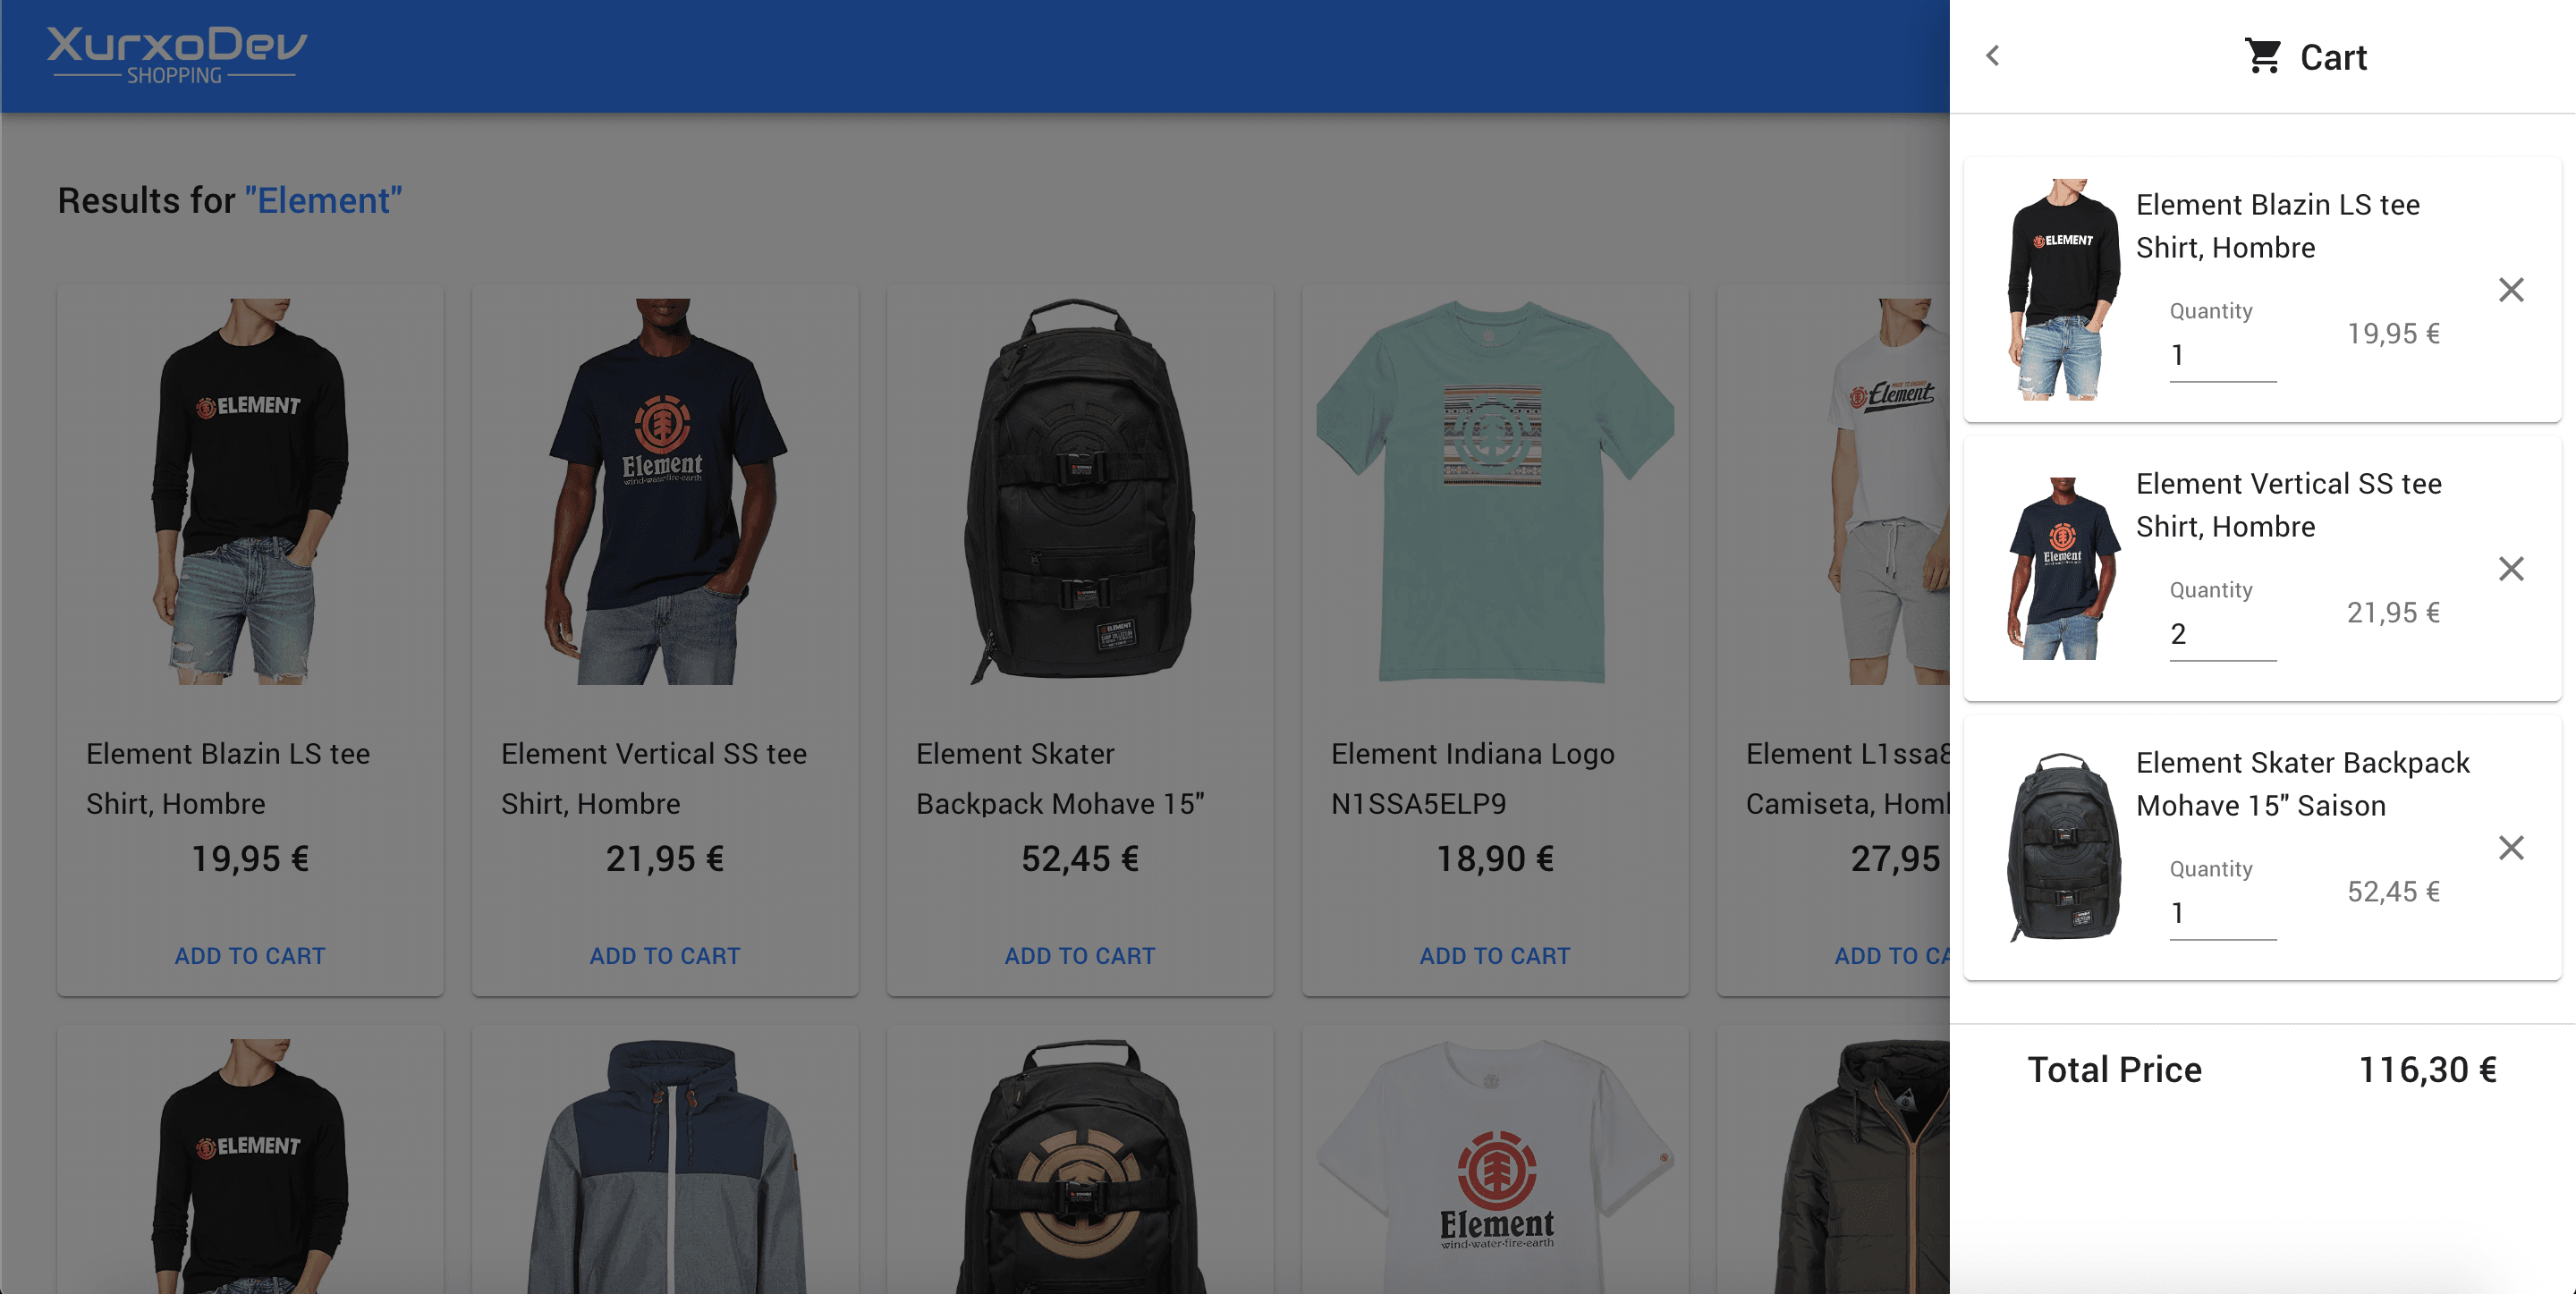 XurxoDev
SHOPPING
Results for "Element"
ELEMENT
Element
wind·water·fire·earth
Element
Element Blazin LS tee
Shirt, Hombre
19,95 €
ADD TO CART
Element Vertical SS tee
Shirt, Hombre
21,95 €
ADD TO CART
Element Skater
Backpack Mohave 15"
52,45 €
ADD TO CART
Element Indiana Logo
N1SSA5ELP9
18,90 €
ADD TO CART
Element L1ssa8
Camiseta, Homb
27,95
ADD TO CA
ELEMENT
Element
wind·water·fire·earth
Cart
ELEMENT
Element Blazin LS tee
Shirt, Hombre
Quantity
1
19,95 €
Element
Element Vertical SS tee
Shirt, Hombre
Quantity
2
21,95 €
Element Skater Backpack
Mohave 15" Saison
Quantity
1
52,45 €
Total Price
116,30 €